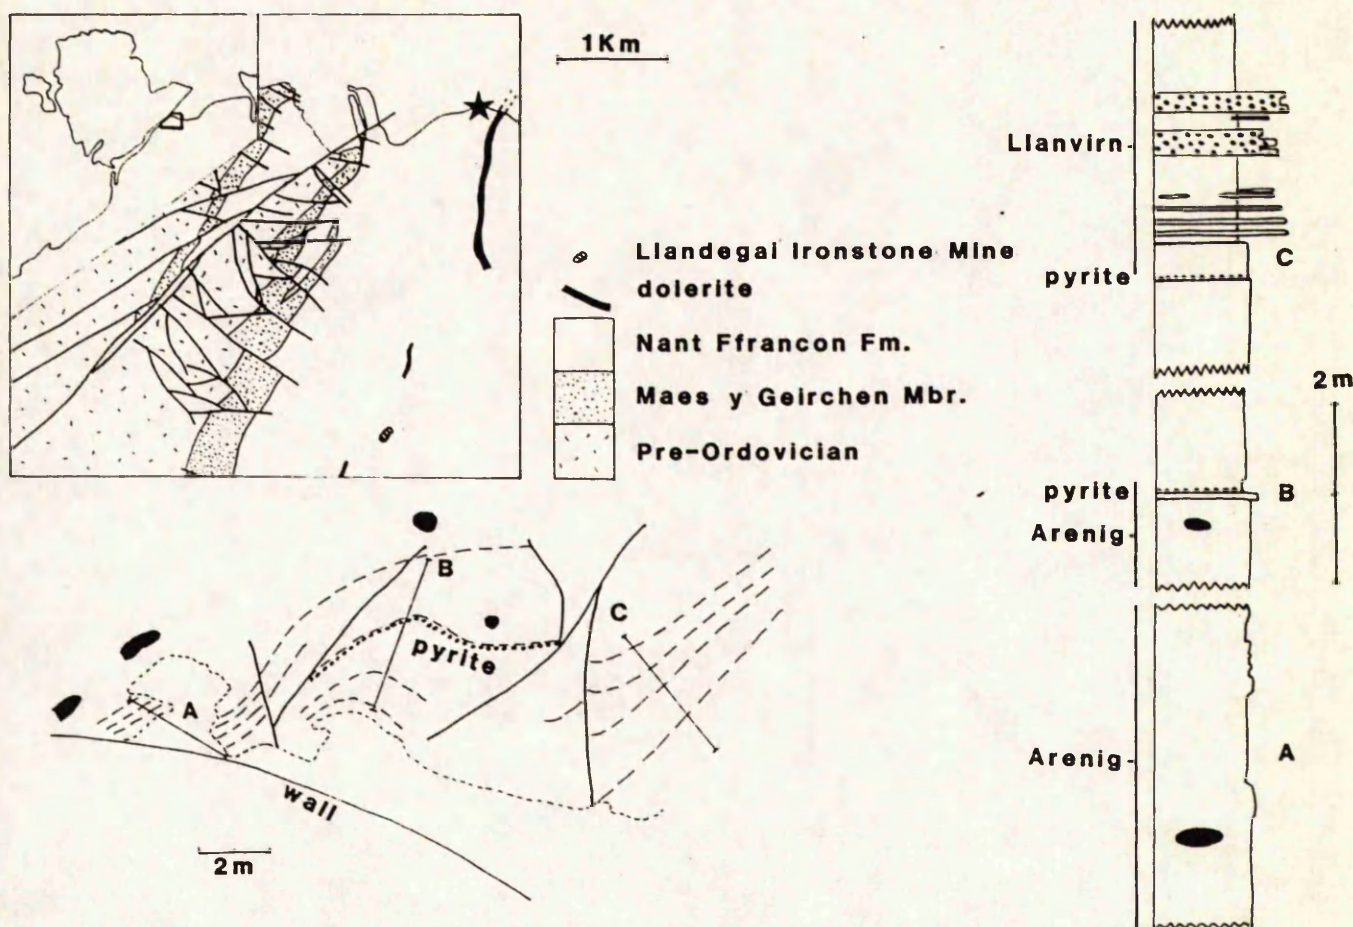 1Km
Llandegai Ironstone Mine
dolerite
Nant Ffrancon Fm.
Maes y Geirchen Mbr.
Pre-Ordovician
B
C
pyrite
A
wall
2m
Llanvirn
C
pyrite
2m
pyrite
B
Arenig
Arenig
A